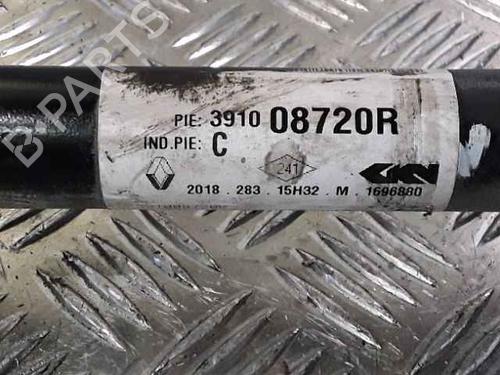 B-PARTS
PIE: 3910 08720R
IND.PIE: C
241
GKN
2018 . 283 . 15H32 . M . 1696880